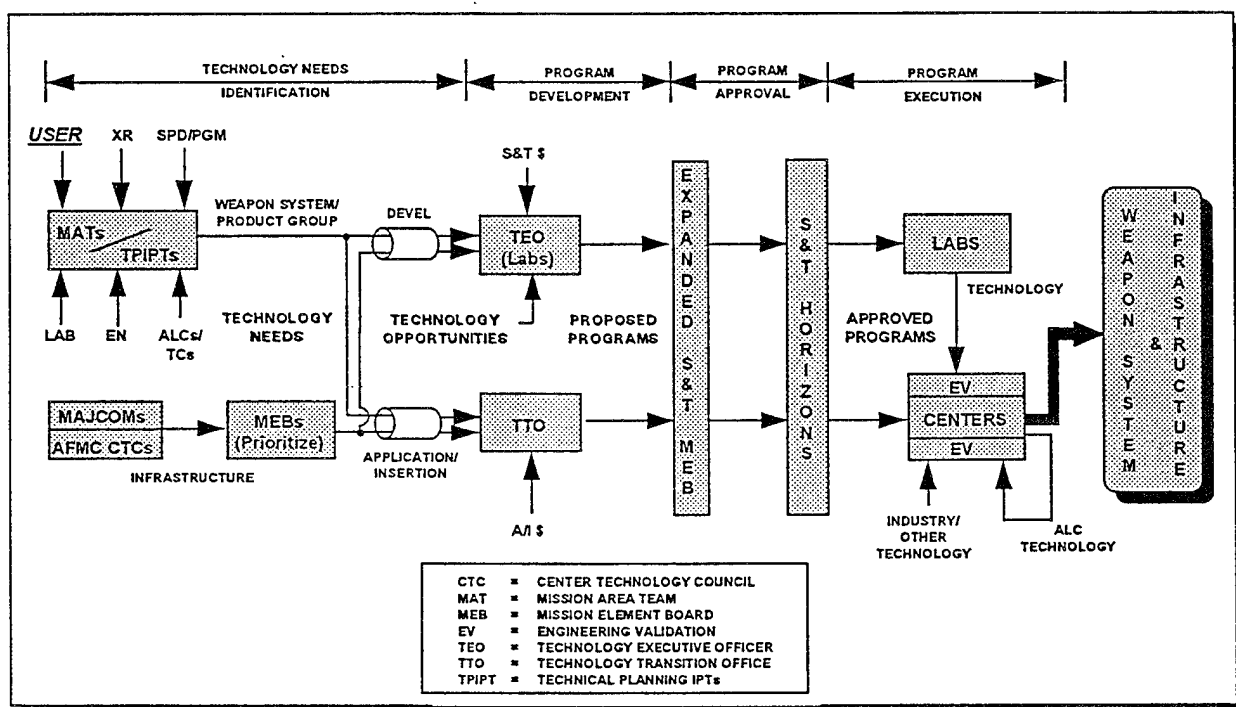 TECHNOLOGY NEEDS
IDENTIFICATION
PROGRAM
DEVELOPMENT
PROGRAM
APPROVAL
PROGRAM
EXECUTION
USER
XR
SPD/PGM
S&T $
WEAPON SYSTEM/
PRODUCT GROUP
DEVEL
MATs
TPIPTs
TEO
(Labs)
LABS
LAB
EN
ALCs/
TCs
TECHNOLOGY
NEEDS
TECHNOLOGY
OPPORTUNITIES
PROPOSED
PROGRAMS
EXPANDED S&T MEB
S&T HORIZONS
TECHNOLOGY
APPROVED
PROGRAMS
WEAPON SYSTEM
&
INFRASTRUCTURE
MAJCOMs
AFMC CTCs
MEBs
(Prioritize)
TTO
EV
CENTERS
EV
INFRASTRUCTURE
APPLICATION/
INSERTION
A/I $
INDUSTRY/
OTHER
TECHNOLOGY
ALC
TECHNOLOGY
CTC = CENTER TECHNOLOGY COUNCIL
MAT = MISSION AREA TEAM
MEB = MISSION ELEMENT BOARD
EV = ENGINEERING VALIDATION
TEO = TECHNOLOGY EXECUTIVE OFFICER
TTO = TECHNOLOGY TRANSITION OFFICE
TPIPT = TECHNICAL PLANNING IPTs